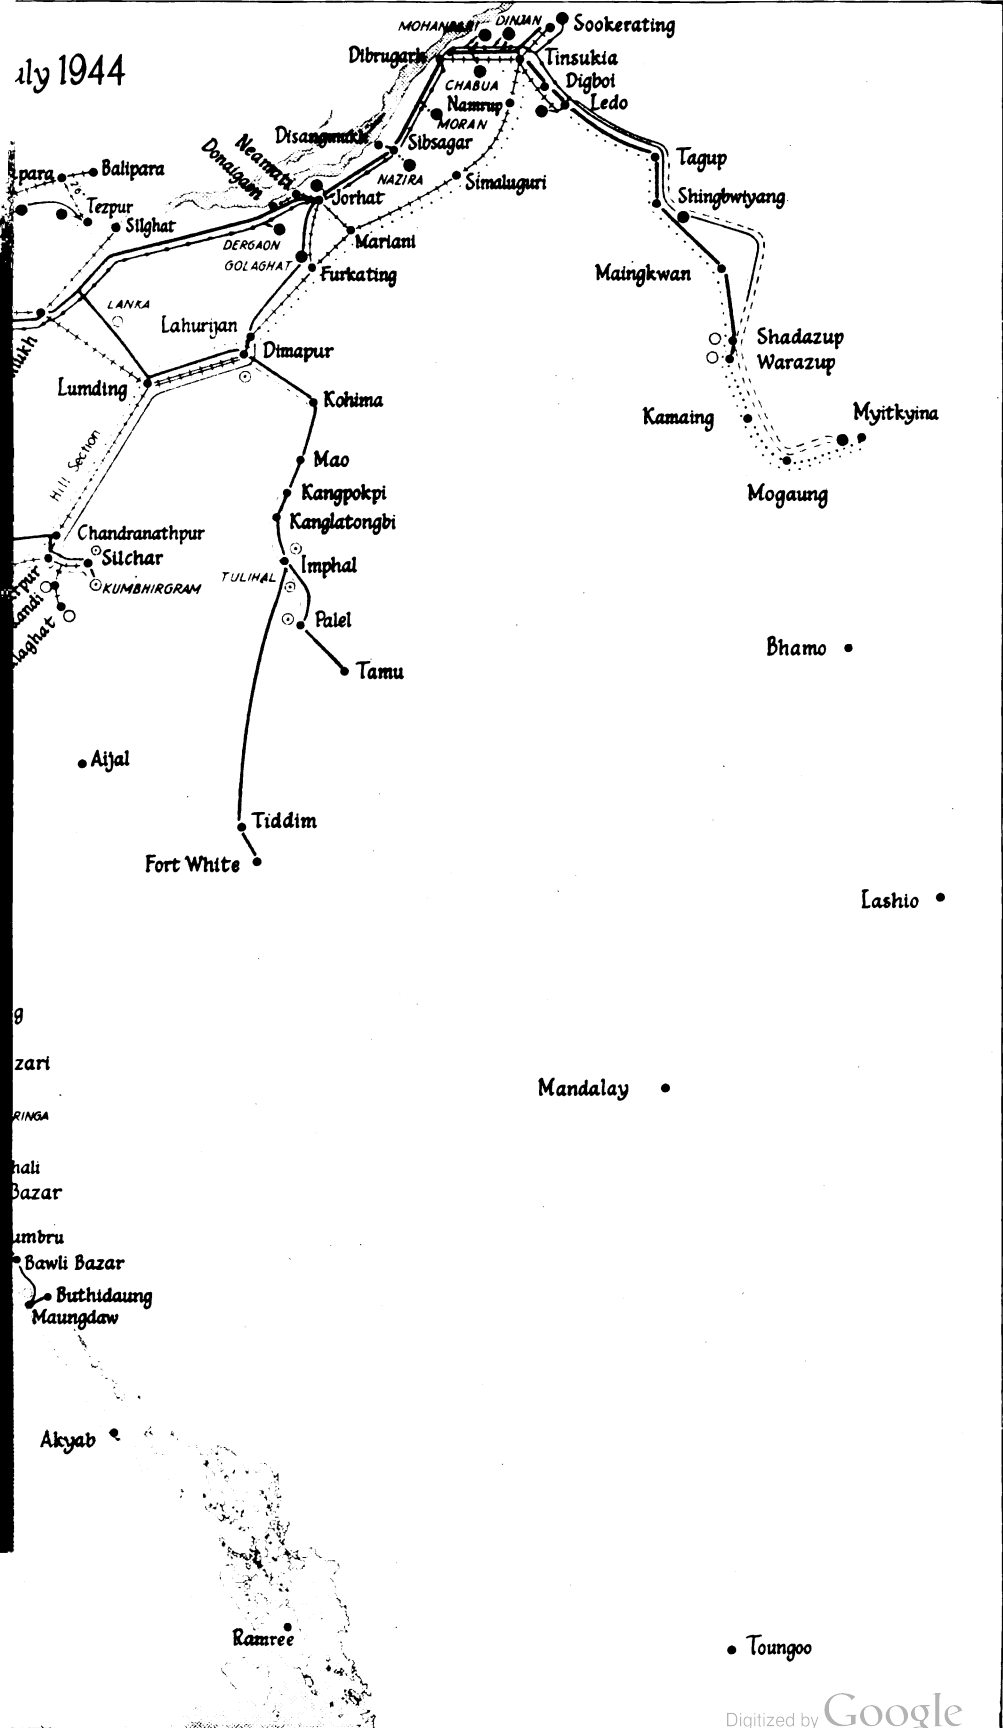 MOHANBARI
DINJAN
Sookerating
Dibrugarh
Tinsukia
1944
Digboi
CHABUA
Namrup
Ledo
MORAN
Disangmukh
Sibsagar
Neamati
Donaigaon
Tagup
Balipara
NAZIRA
Simaluguri
Jorhat
Shingbwiyang
26
Tezpur
Silghat
DERGAON
Mariani
GOLAGHAT
Furkating
Maingkwan
LANKA
Lahurijan
Shadazup
Dimapur
Warazup
Lumding
Kohima
Kamaing
Myitkyina
Hill Section
Mao
Kangpokpi
Mogaung
Kanglatongbi
Chandranathpur
Silchar
Imphal
TULIHAL
KUMBHIRGRAM
Palel
Bhamo
Tamu
Aijal
Tiddim
Fort White
Lashio
zari
Mandalay
RINGA
hali
Bazar
umbru
Bawli Bazar
Buthidaung
Maungdaw
Akyab
Ramree
Toungoo
Digitized by Google